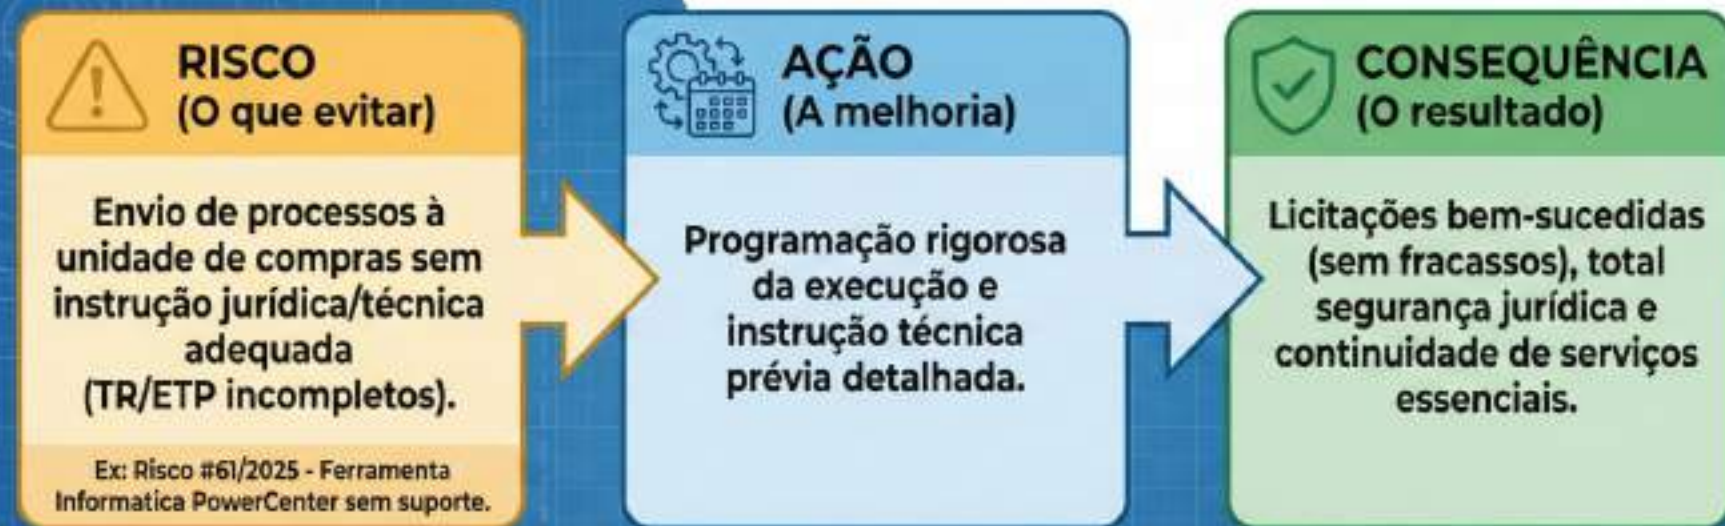 RISCO
(O que evitar)
Envio de processos à
unidade de compras sem
instrução jurídica/técnica
adequada
(TR/ETP incompletos).
Ex: Risco #61/2025 - Ferramenta
Informatica PowerCenter sem suporte.
AÇÃO
(A melhoria)
Programação rigorosa
da execução e
instrução técnica
prévia detalhada.
CONSEQUÊNCIA
(O resultado)
Licitações bem-sucedidas
(sem fracassos), total
segurança jurídica e
continuidade de serviços
essenciais.